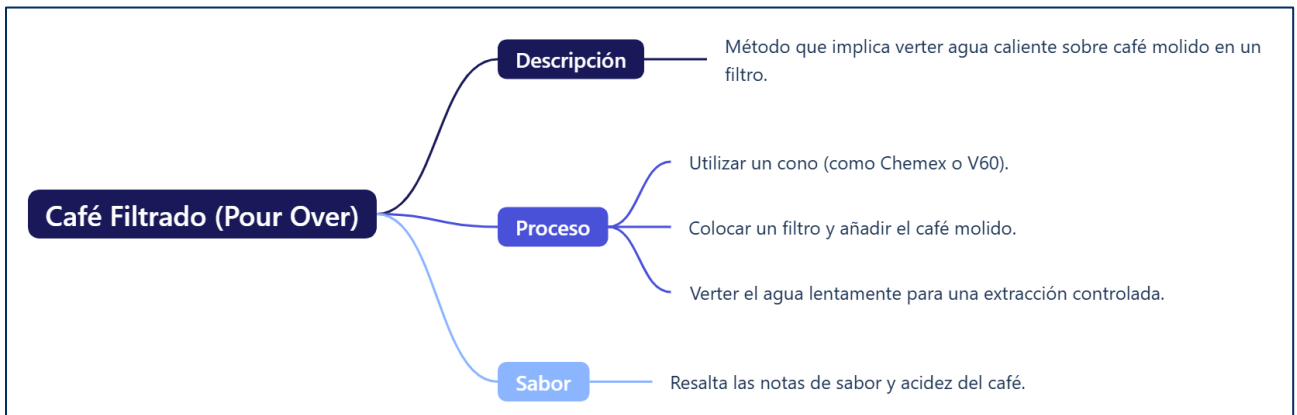 Café Filtrado (Pour Over)
Descripción
Método que implica verter agua caliente sobre café molido en un
filtro.
Proceso
Utilizar un cono (como Chemex o V60).
Colocar un filtro y añadir el café molido.
Verter el agua lentamente para una extracción controlada.
Sabor
Resalta las notas de sabor y acidez del café.